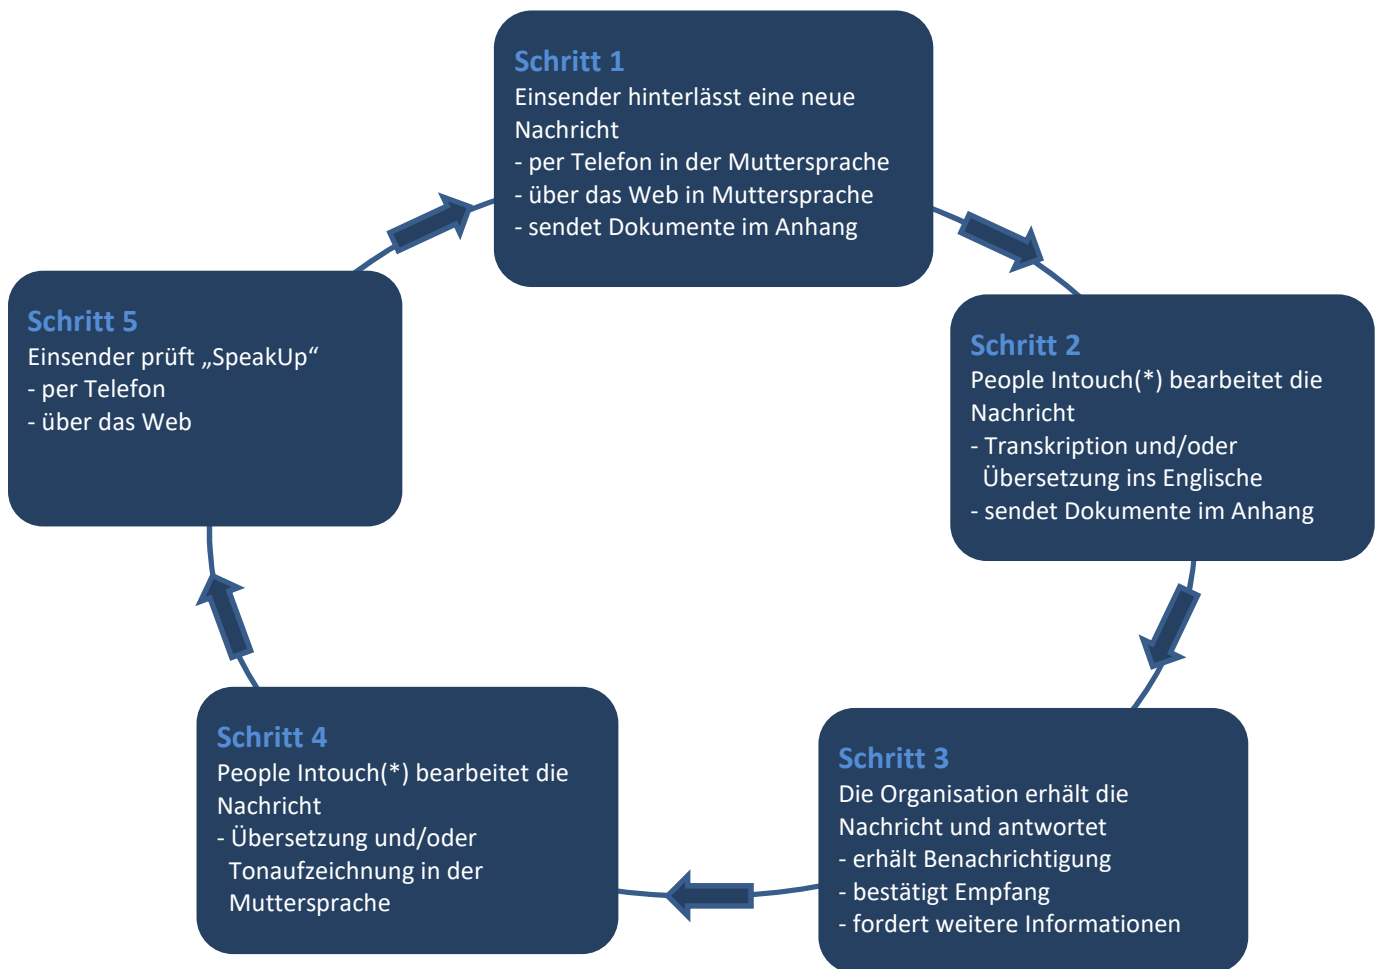 Schritt 1
Einsender hinterlässt eine neue
Nachricht
- per Telefon in der Muttersprache
- über das Web in Muttersprache
- sendet Dokumente im Anhang
Schritt 2
People Intouch(*) bearbeitet die
Nachricht
- Transkription und/oder
Übersetzung ins Englische
- sendet Dokumente im Anhang
Schritt 3
Die Organisation erhält die
Nachricht und antwortet
- erhält Benachrichtigung
- bestätigt Empfang
- fordert weitere Informationen
Schritt 4
People Intouch(*) bearbeitet die
Nachricht
- Übersetzung und/oder
Tonaufzeichnung in der
Muttersprache
Schritt 5
Einsender prüft „SpeakUp“
- per Telefon
- über das Web